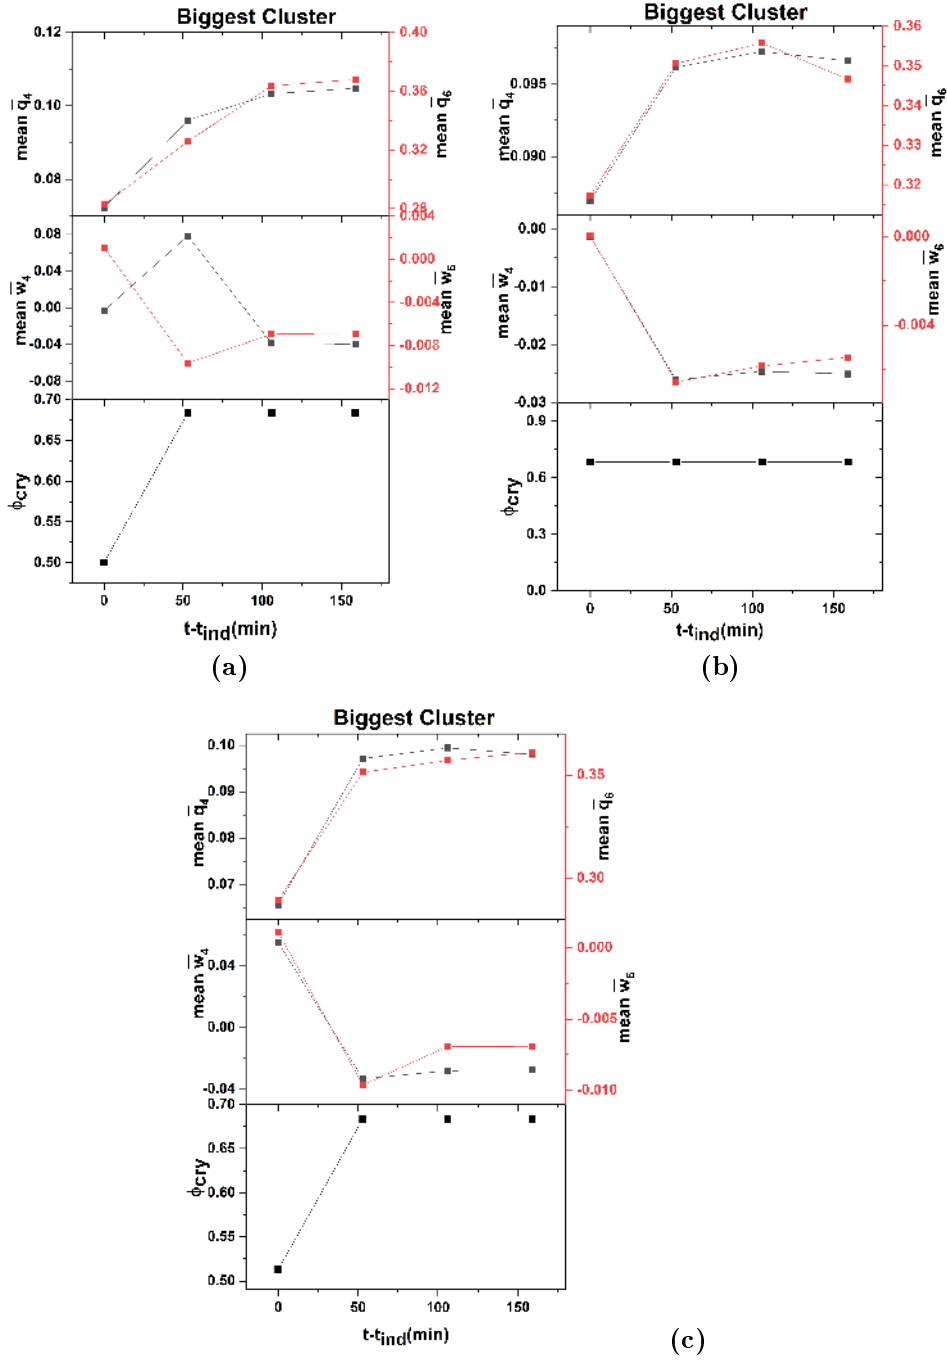 Biggest Cluster
0.12
0.10
0.08
mean q̅4
0.40
0.36
0.32
0.28
mean q̅6
0.08
0.04
0.00
-0.04
-0.08
mean w̅4
0.004
0.000
-0.004
-0.008
-0.012
mean w̅6
0.70
0.65
0.60
0.55
0.50
ϕcry
0 50 100 150
t-tind(min)
(a)
Biggest Cluster
0.095
0.090
mean q̅4
0.36
0.35
0.34
0.33
0.32
mean q̅6
0.00
-0.01
-0.02
-0.03
mean w̅4
0.000
-0.004
mean w̅6
0.9
0.6
0.3
0.0
ϕcry
0 50 100 150
t-tind(min)
(b)
Biggest Cluster
0.10
0.09
0.08
0.07
mean q̅4
0.35
0.30
mean q̅6
0.04
0.00
-0.04
mean w̅4
0.000
-0.005
-0.010
mean w̅6
0.70
0.65
0.60
0.55
0.50
ϕcry
0 50 100 150
t-tind(min)
(c)